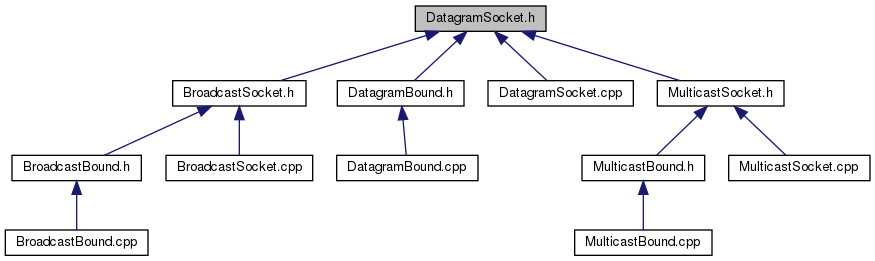 DatagramSocket.h
BroadcastSocket.h
DatagramBound.h
DatagramSocket.cpp
MulticastSocket.h
BroadcastBound.h
BroadcastSocket.cpp
DatagramBound.cpp
MulticastBound.h
MulticastSocket.cpp
BroadcastBound.cpp
MulticastBound.cpp